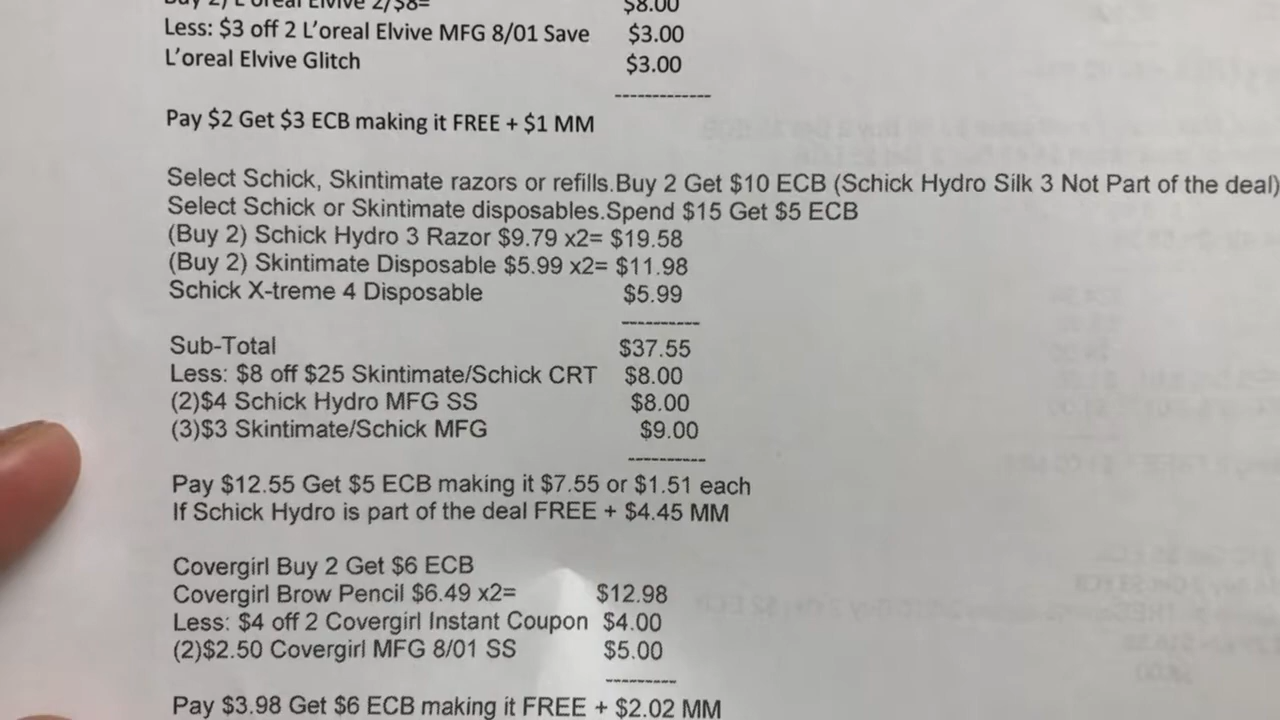 Buy 2) L'oreal Elvive 2/$8= $8.00
Less: $3 off 2 L'oreal Elvive MFG 8/01 Save $3.00
L'oreal Elvive Glitch $3.00
-------------
Pay $2 Get $3 ECB making it FREE + $1 MM
Select Schick, Skintimate razors or refills.Buy 2 Get $10 ECB (Schick Hydro Silk 3 Not Part of the deal)
Select Schick or Skintimate disposables.Spend $15 Get $5 ECB
(Buy 2) Schick Hydro 3 Razor $9.79 x2= $19.58
(Buy 2) Skintimate Disposable $5.99 x2= $11.98
Schick X-treme 4 Disposable $5.99
----------
Sub-Total $37.55
Less: $8 off $25 Skintimate/Schick CRT $8.00
(2)$4 Schick Hydro MFG SS $8.00
(3)$3 Skintimate/Schick MFG $9.00
----------
Pay $12.55 Get $5 ECB making it $7.55 or $1.51 each
If Schick Hydro is part of the deal FREE + $4.45 MM
Covergirl Buy 2 Get $6 ECB
Covergirl Brow Pencil $6.49 x2= $12.98
Less: $4 off 2 Covergirl Instant Coupon $4.00
(2)$2.50 Covergirl MFG 8/01 SS $5.00
---------
Pay $3.98 Get $6 ECB making it FREE + $2.02 MM